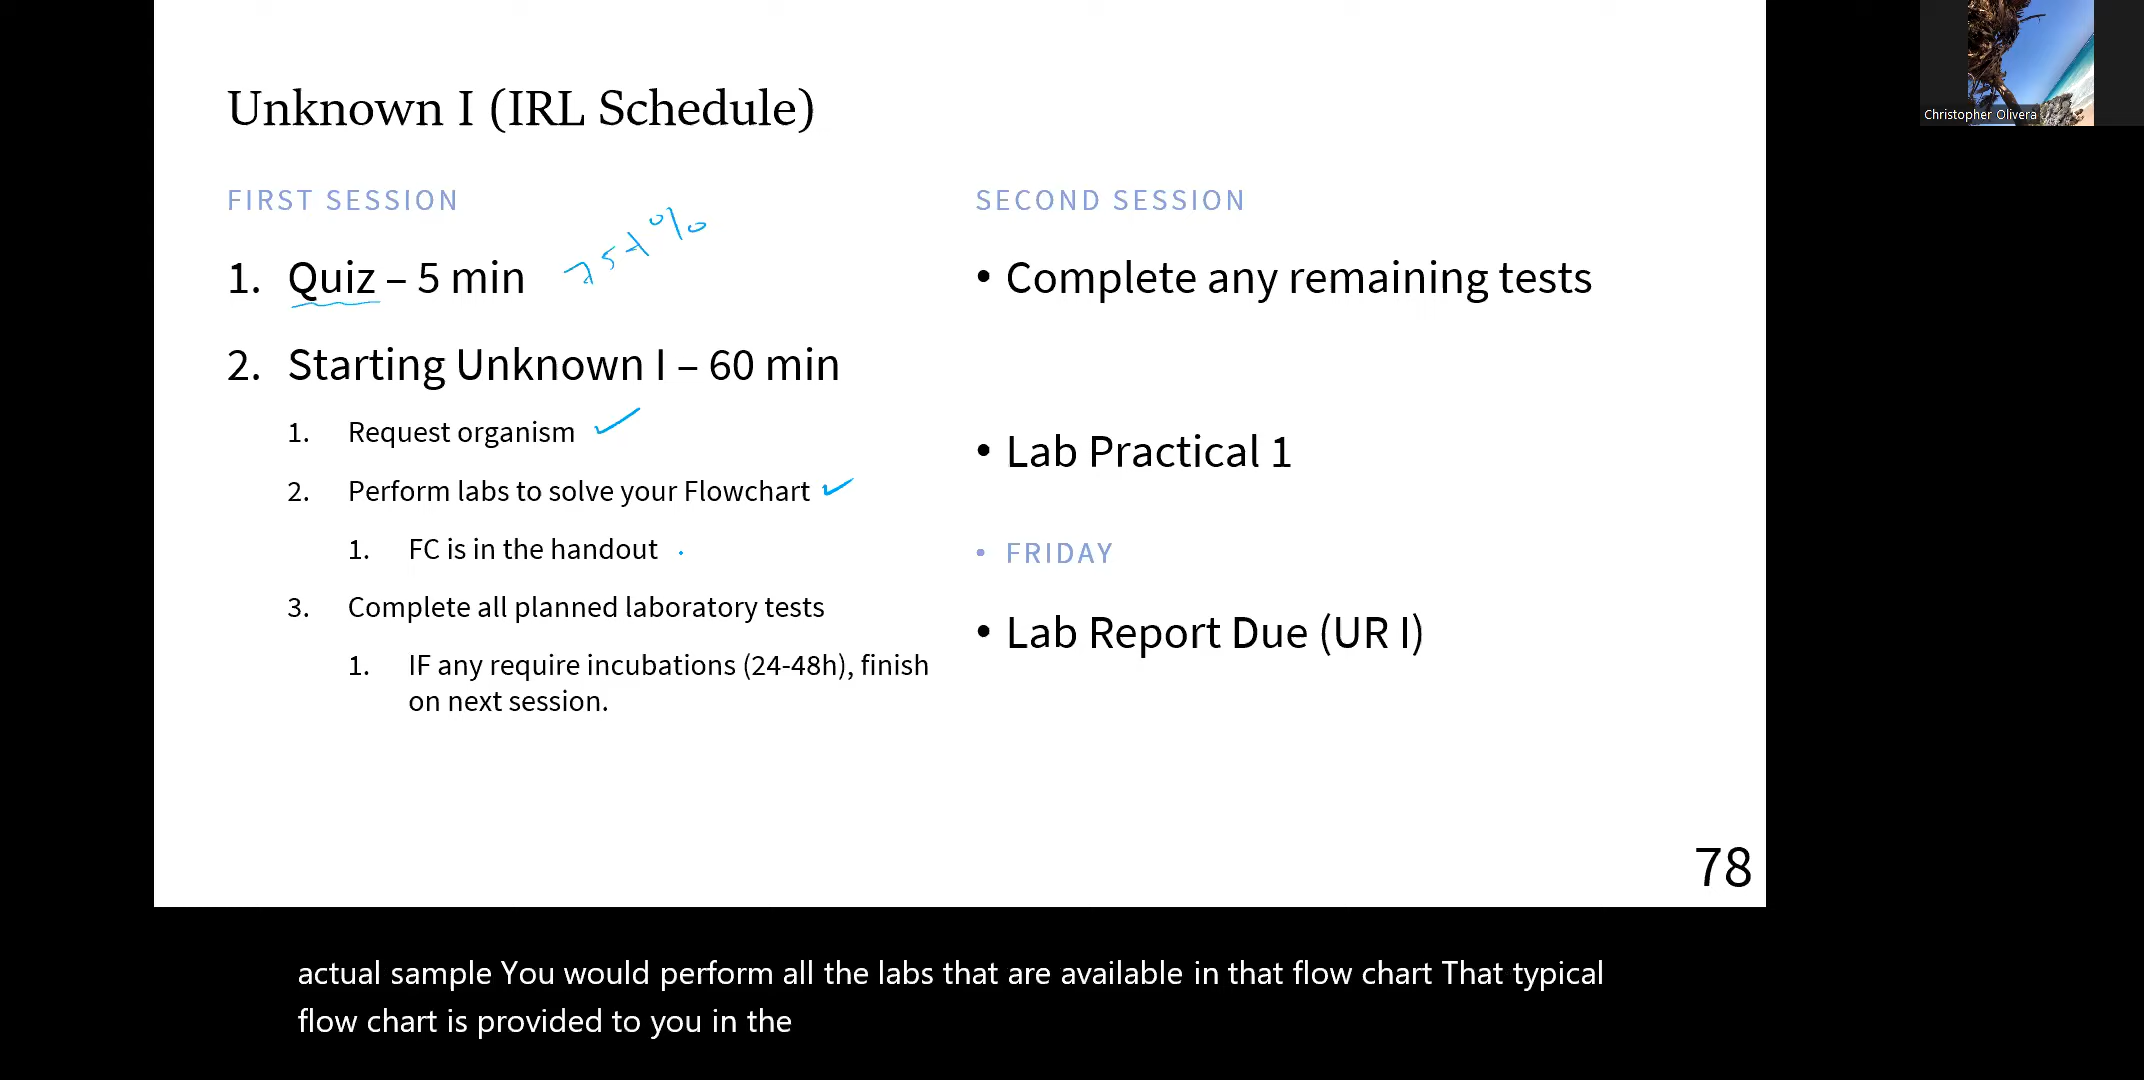 Unknown I (IRL Schedule)
FIRST SESSION
1. Quiz – 5 min
75+%
2. Starting Unknown I – 60 min
1. Request organism
2. Perform labs to solve your Flowchart
1. FC is in the handout
3. Complete all planned laboratory tests
1. IF any require incubations (24-48h), finish
on next session.
SECOND SESSION
• Complete any remaining tests
• Lab Practical 1
• FRIDAY
• Lab Report Due (UR I)
78
Christopher Olivera
actual sample You would perform all the labs that are available in that flow chart That typical
flow chart is provided to you in the